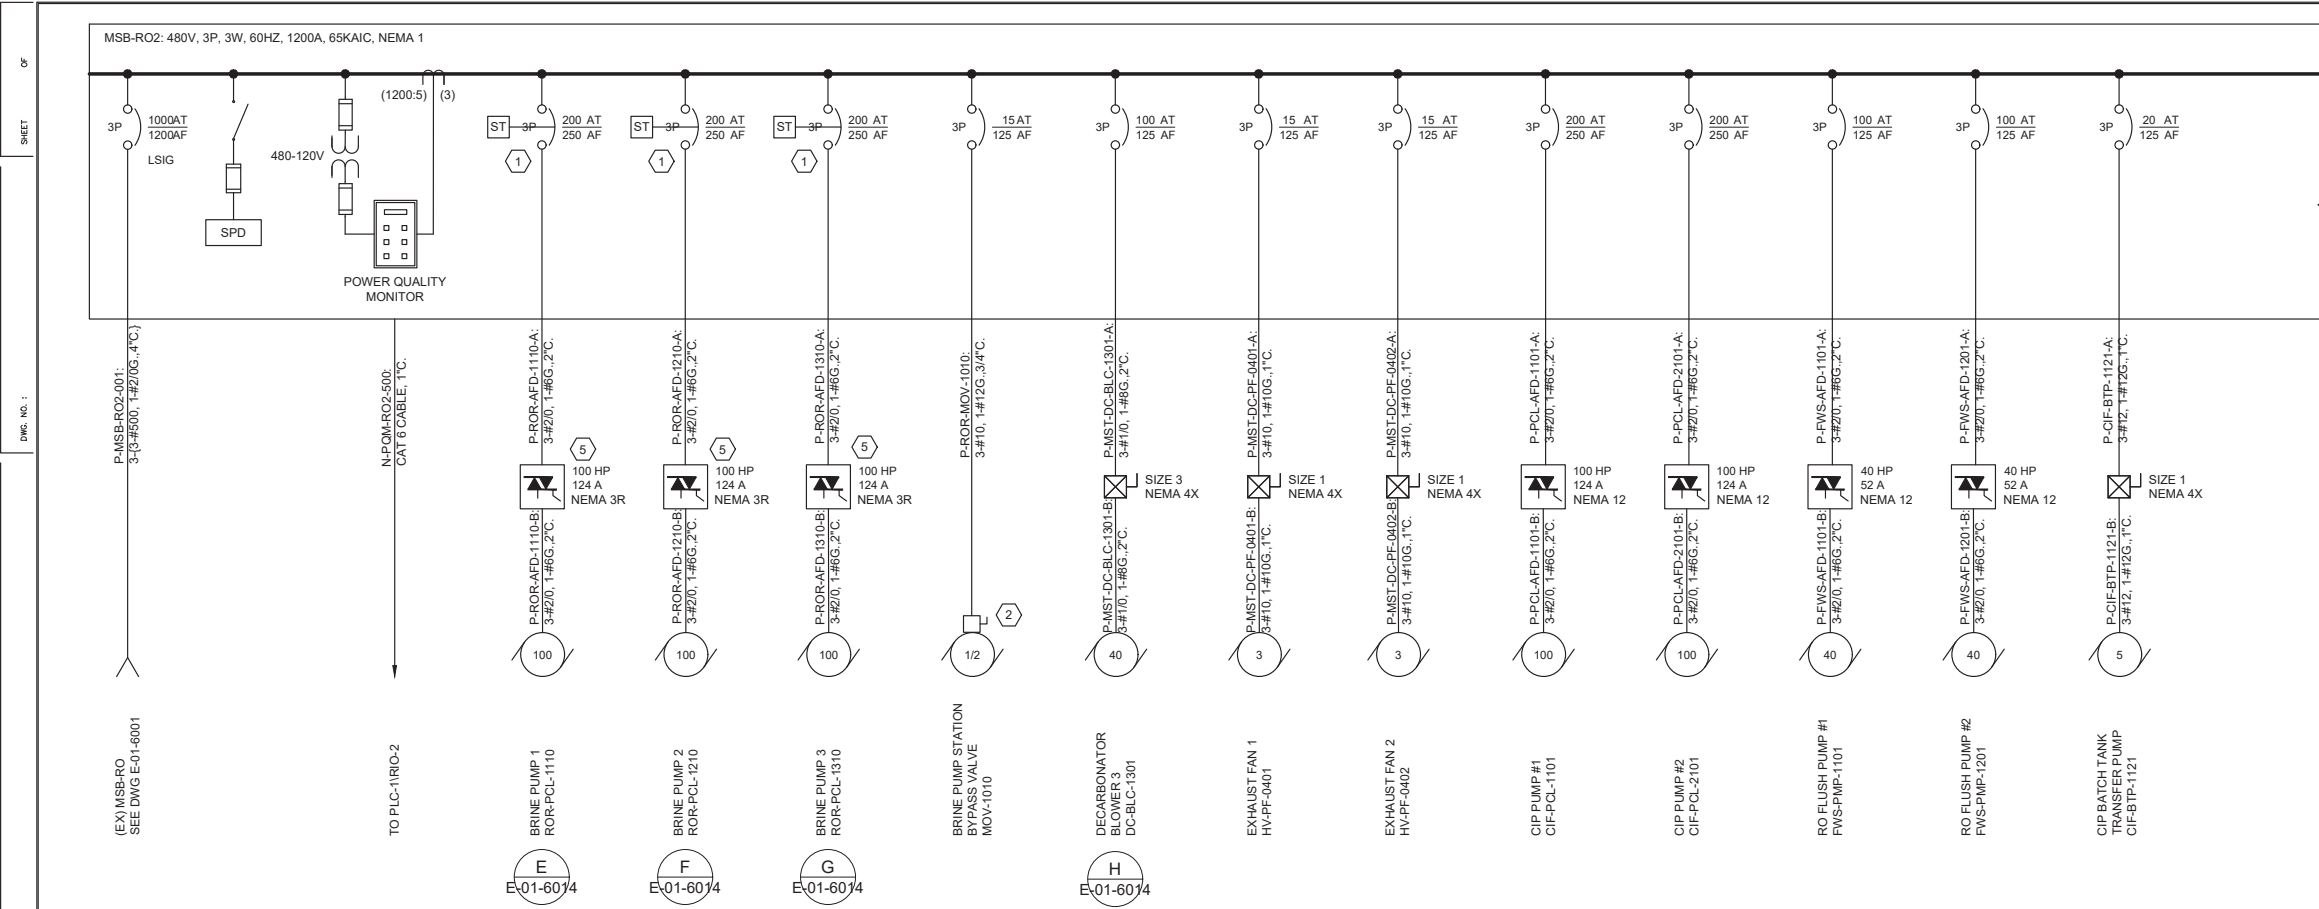 SHEET OF
DWG. NO. :
MSB-RO2: 480V, 3P, 3W, 60HZ, 1200A, 65KAIC, NEMA 1
3P
1000AT
1200AF
LSIG
SPD
480-120V
(1200:5) (3)
POWER QUALITY
MONITOR
ST
3P
200 AT
250 AF
1
ST
3P
200 AT
250 AF
1
ST
3P
200 AT
250 AF
1
3P
15AT
125 AF
3P
100 AT
125 AF
3P
15 AT
125 AF
3P
15 AT
125 AF
3P
200 AT
250 AF
3P
200 AT
250 AF
3P
100 AT
125 AF
3P
100 AT
125 AF
3P
20 AT
125 AF
P-MSB-RO2-001:
3-{3-#500, 1-#2/0G.,4"C.}
N-PQM-RO2-500:
CAT 6 CABLE, 1"C.
P-ROR-AFD-1110-A:
3-#2/0, 1-#6G.,2"C.
P-ROR-AFD-1210-A:
3-#2/0, 1-#6G.,2"C.
P-ROR-AFD-1310-A:
3-#2/0, 1-#6G.,2"C.
P-ROR-MOV-1010:
3-#10, 1-#12G.,3/4"C.
P-MST-DC-BLC-1301-A:
3-#1/0, 1-#8G.,2"C.
P-MST-DC-PF-0401-A:
3-#10, 1-#10G.,1"C.
P-MST-DC-PF-0402-A:
3-#10, 1-#10G.,1"C.
P-PCL-AFD-1101-A:
3-#2/0, 1-#6G.,2"C.
P-PCL-AFD-2101-A:
3-#2/0, 1-#6G.,2"C.
P-FWS-AFD-1101-A:
3-#2/0, 1-#6G.,2"C.
P-FWS-AFD-1201-A:
3-#2/0, 1-#6G.,2"C.
P-CIF-BTP-1121-A:
3-#12, 1-#12G.,1"C.
5
100 HP
124 A
NEMA 3R
5
100 HP
124 A
NEMA 3R
5
100 HP
124 A
NEMA 3R
SIZE 3
NEMA 4X
SIZE 1
NEMA 4X
SIZE 1
NEMA 4X
100 HP
124 A
NEMA 12
100 HP
124 A
NEMA 12
40 HP
52 A
NEMA 12
40 HP
52 A
NEMA 12
SIZE 1
NEMA 4X
P-ROR-AFD-1110-B:
3-#2/0, 1-#6G.,2"C.
P-ROR-AFD-1210-B:
3-#2/0, 1-#6G.,2"C.
P-ROR-AFD-1310-B:
3-#2/0, 1-#6G.,2"C.
2
P-MST-DC-BLC-1301-B:
3-#1/0, 1-#8G.,2"C.
P-MST-DC-PF-0401-B:
3-#10, 1-#10G.,1"C.
P-MST-DC-PF-0402-B:
3-#10, 1-#10G.,1"C.
P-PCL-AFD-1101-B:
3-#2/0, 1-#6G.,2"C.
P-PCL-AFD-2101-B:
3-#2/0, 1-#6G.,2"C.
P-FWS-AFD-1101-B:
3-#2/0, 1-#6G.,2"C.
P-FWS-AFD-1201-B:
3-#2/0, 1-#6G.,2"C.
P-CIF-BTP-1121-B:
3-#12, 1-#12G.,1"C.
100
100
100
1/2
40
3
3
100
100
40
40
5
(EX) MSB-RO
SEE DWG E-01-6001
TO PLC-1\RIO-2
BRINE PUMP 1
ROR-PCL-1110
BRINE PUMP 2
ROR-PCL-1210
BRINE PUMP 3
ROR-PCL-1310
BRINE PUMP STATION
BYPASS VALVE
MOV-1010
DECARBONATOR
BLOWER 3
DC-BLC-1301
EXHAUST FAN 1
HV-PF-0401
EXHAUST FAN 2
HV-PF-0402
CIP PUMP #1
CIF-PCL-1101
CIP PUMP #2
CIF-PCL-2101
RO FLUSH PUMP #1
FWS-PMP-1101
RO FLUSH PUMP #2
FWS-PMP-1201
CIP BATCH TANK
TRANSFER PUMP
CIF-BTP-1121
E
E-01-6014
F
E-01-6014
G
E-01-6014
H
E-01-6014